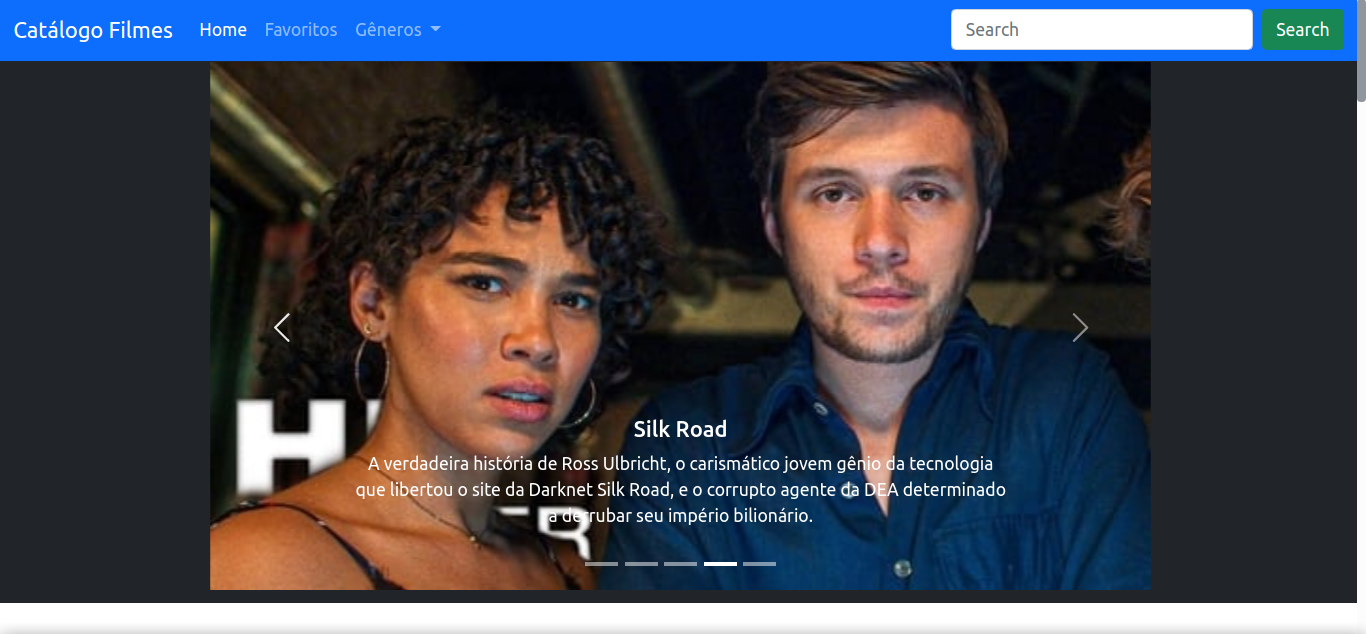 Catálogo Filmes Home Favoritos Gêneros Search Search
Silk Road
A verdadeira história de Ross Ulbricht, o carismático jovem gênio da tecnologia
que libertou o site da Darknet Silk Road, e o corrupto agente da DEA determinado
a derrubar seu império bilionário.